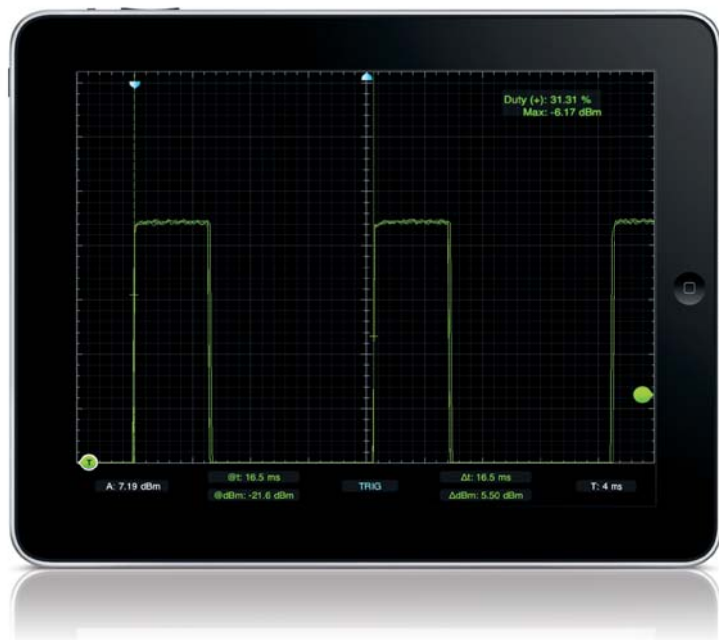 Duty (+): 31.31 %
Max: -6.17 dBm
T
A: 7.19 dBm
@t: 16.5 ms
@dBm: -21.6 dBm
TRIG
Δt: 16.5 ms
ΔdBm: 5.50 dBm
T: 4 ms